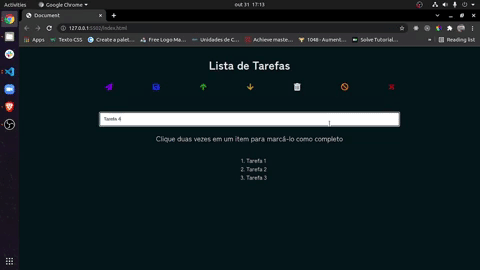 Activities
Google Chrome
out 31 17:13
Document
127.0.0.1:5502/index.html
Apps
Texto CSS
Create a palet...
Free Logo Ma...
Unidades de C...
Achieve maste...
1048 - Aument...
Solve Tutorial...
Reading list
Lista de Tarefas
Tarefa 4
Clique duas vezes em um item para marcá-lo como completo
1. Tarefa 1
2. Tarefa 2
3. Tarefa 3